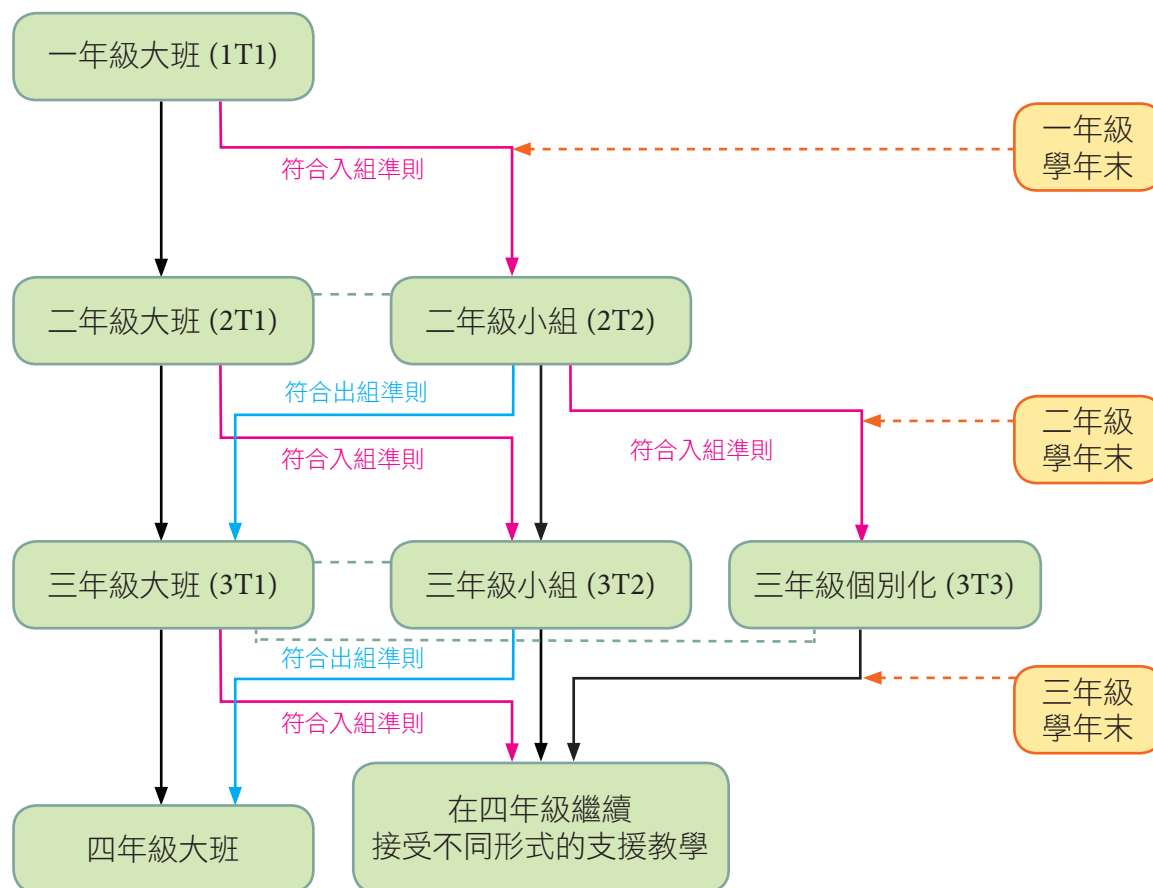 一年級大班 (1T1)
一年級
學年末
符合入組準則
二年級大班 (2T1)
二年級小組 (2T2)
符合出組準則
符合入組準則
符合入組準則
二年級
學年末
三年級大班 (3T1)
三年級小組 (3T2)
三年級個別化 (3T3)
符合出組準則
符合入組準則
三年級
學年末
四年級大班
在四年級繼續
接受不同形式的支援教學